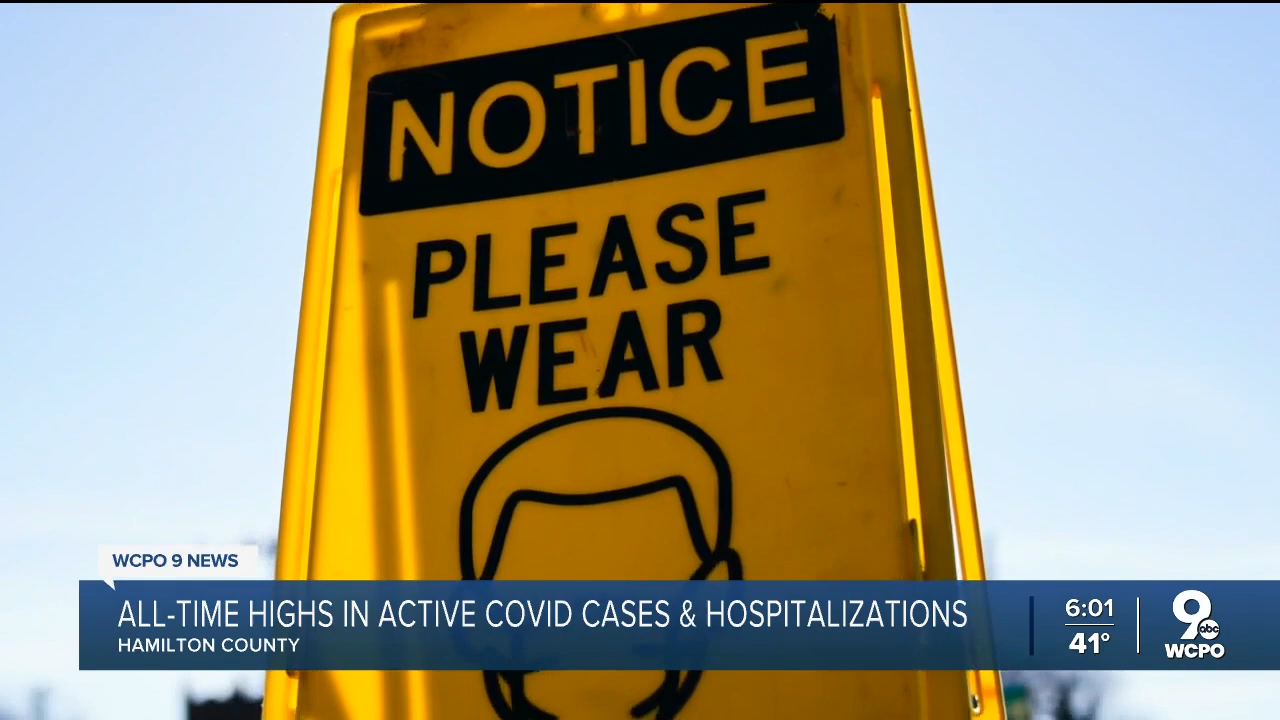 NOTICE
PLEASE
WEAR
WCPO 9 NEWS
ALL-TIME HIGHS IN ACTIVE COVID CASES & HOSPITALIZATIONS
HAMILTON COUNTY
6:01
41°
9
abc
WCPO